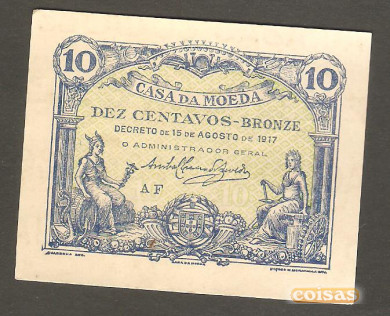 10 10
CASA DA MOEDA
DEZ CENTAVOS-BRONZE
DECRETO DE 15 DE AGOSTO DE 1917
O ADMINISTRADOR GERAL
AF
10
coisas